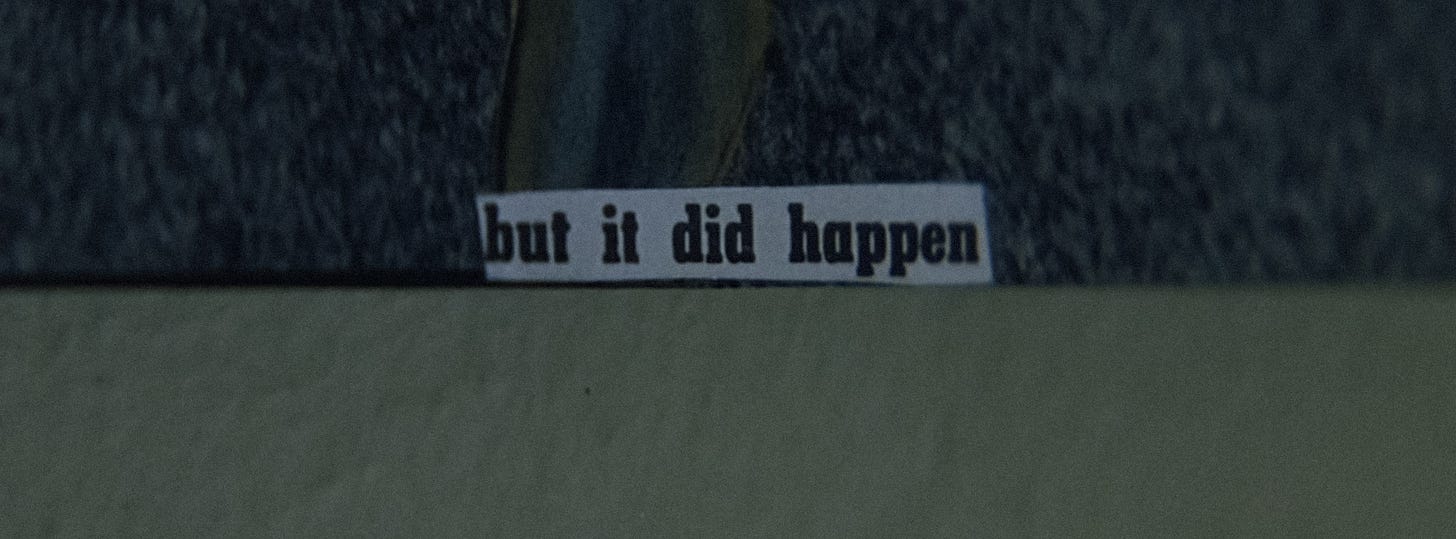 but it did happen